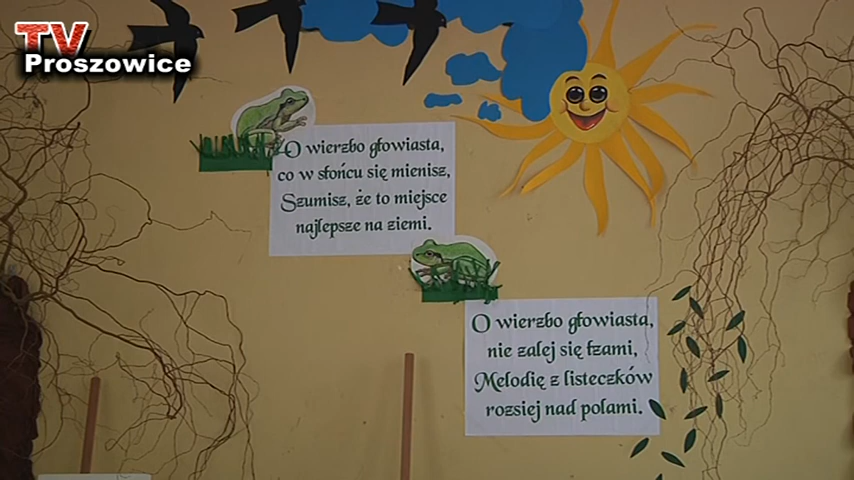 TV
Proszowice
O wierzbo głowiasta,
co w słońcu się mienisz,
Szumisz, że to miejsce
najlepsze na ziemi.
O wierzbo głowiasta,
nie zalej się łzami,
Melodię z listeczków
rozsiej nad polami.